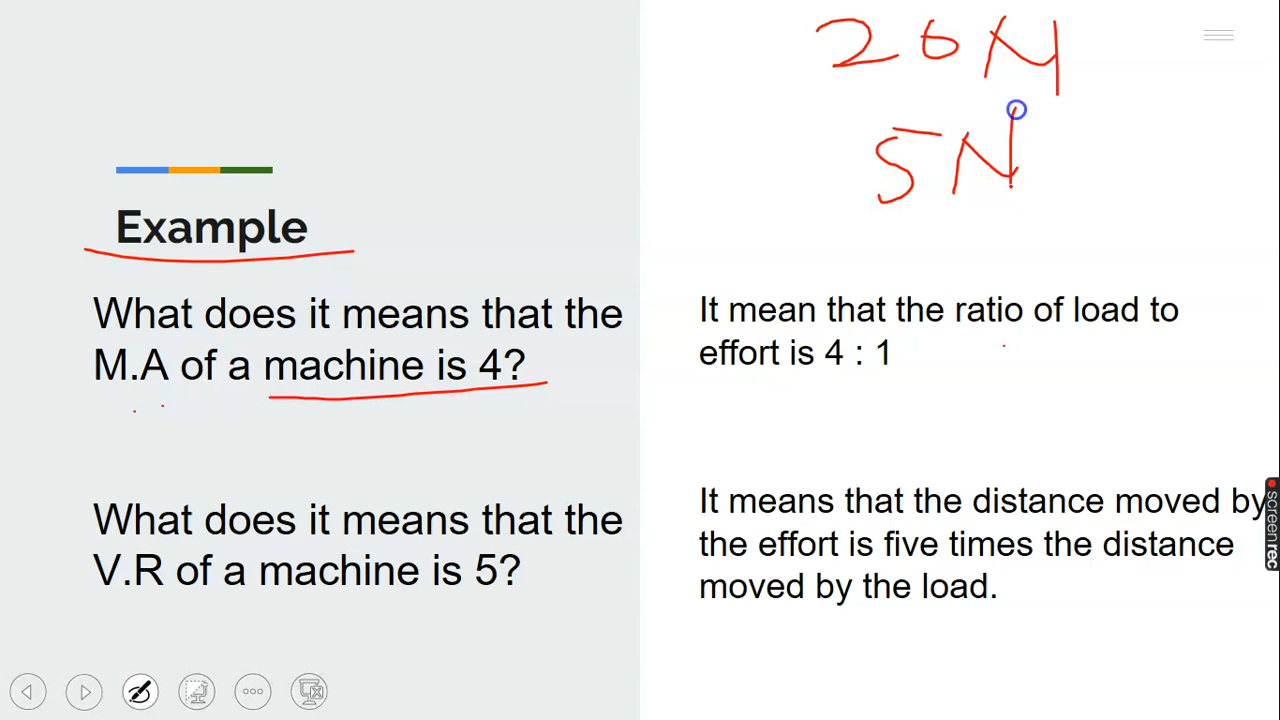 20N
5N
Example
What does it means that the
M.A of a machine is 4?
It mean that the ratio of load to
effort is 4 : 1
What does it means that the
V.R of a machine is 5?
It means that the distance moved by
the effort is five times the distance
moved by the load.
screenrec